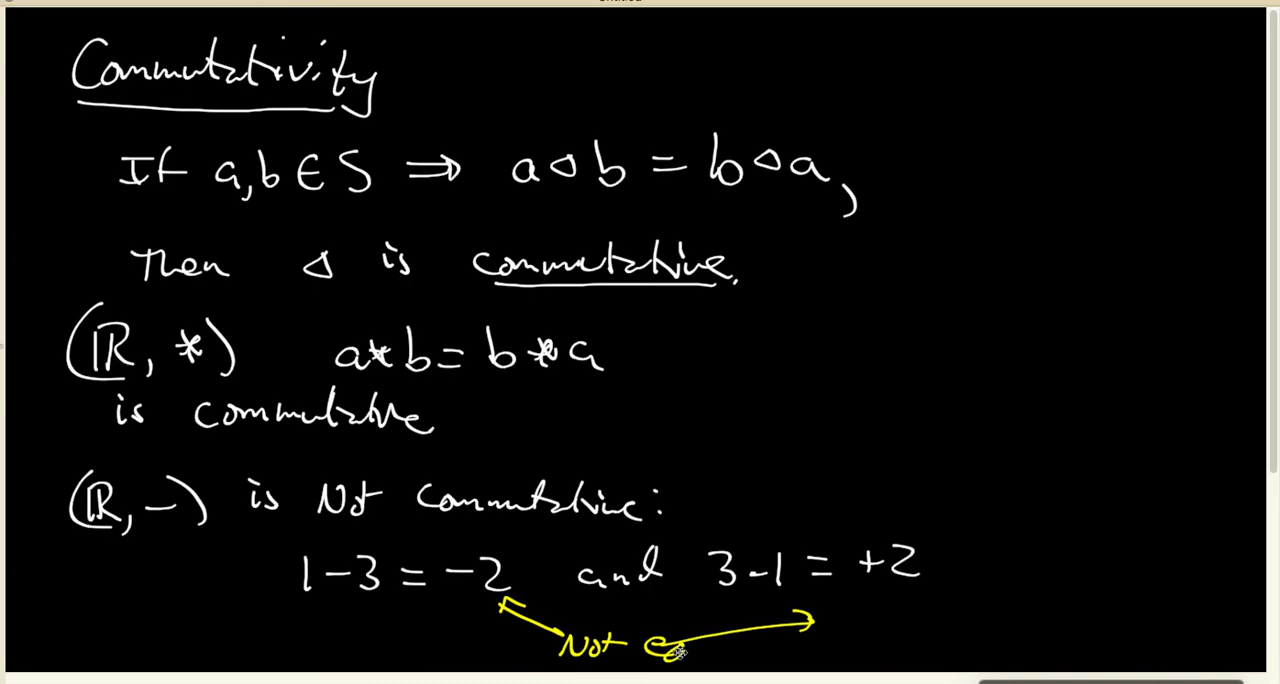 Commutativity
If a,b ∈ S ⇒ a △ b = b △ a,
Then △ is commutative.
(ℝ, *) a * b = b * a
is commutative
(ℝ, −) is Not commutative:
1 − 3 = −2 and 3 − 1 = +2
Not